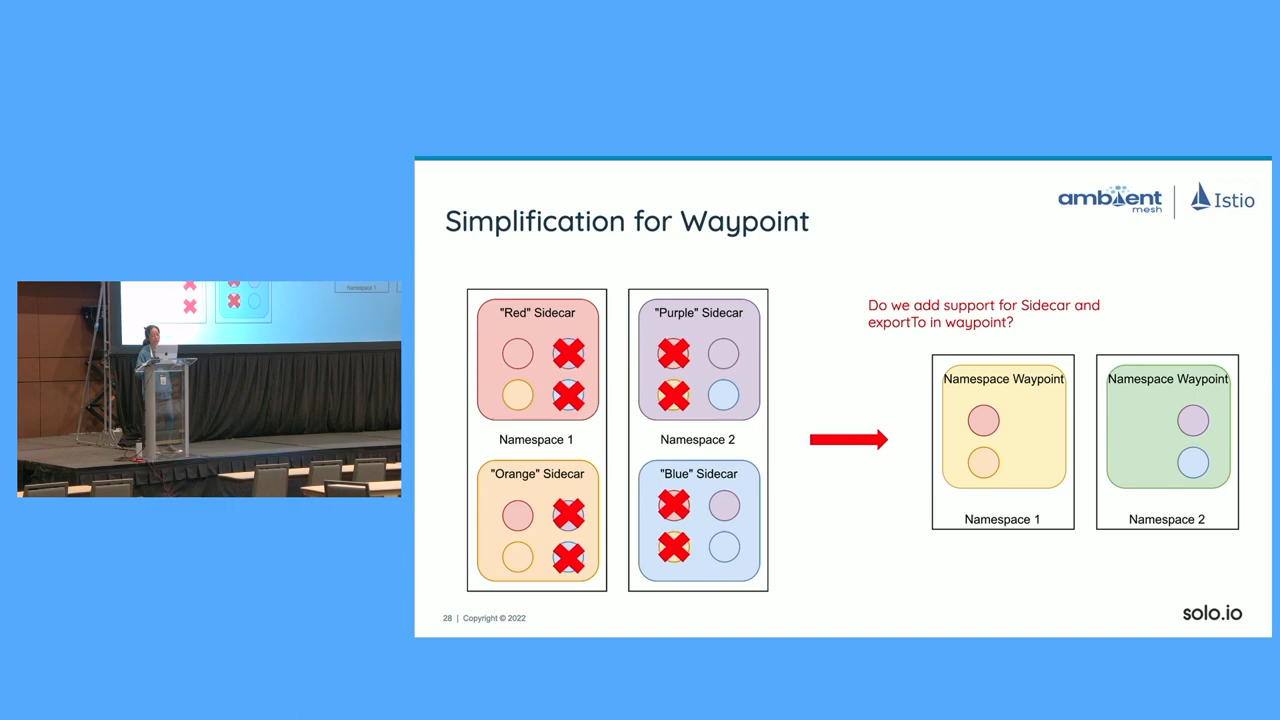 ambient
mesh
Istio
Simplification for Waypoint
"Red" Sidecar
"Purple" Sidecar
Namespace 1
Namespace 2
"Orange" Sidecar
"Blue" Sidecar
Do we add support for Sidecar and
exportTo in waypoint?
Namespace Waypoint
Namespace Waypoint
Namespace 1
Namespace 2
28 | Copyright © 2022
solo.io
Namespace 1